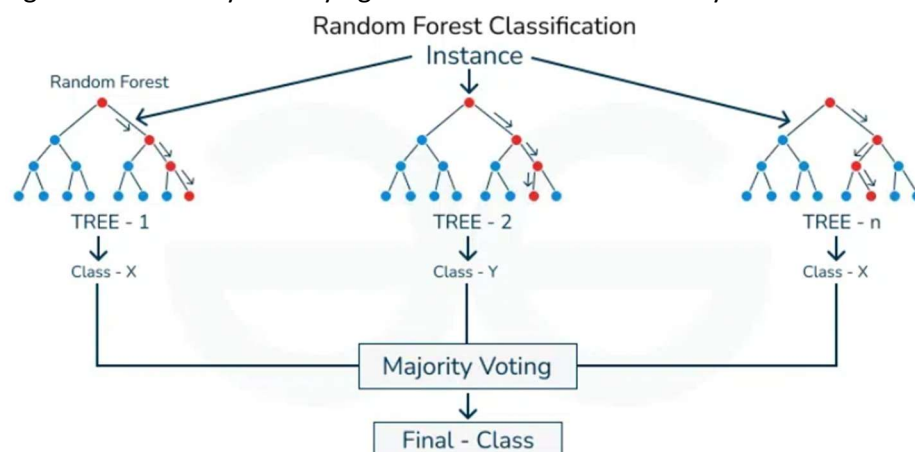 Random Forest Classification
Instance
Random Forest
TREE - 1
TREE - 2
TREE - n
Class - X
Class - Y
Class - X
Majority Voting
Final - Class